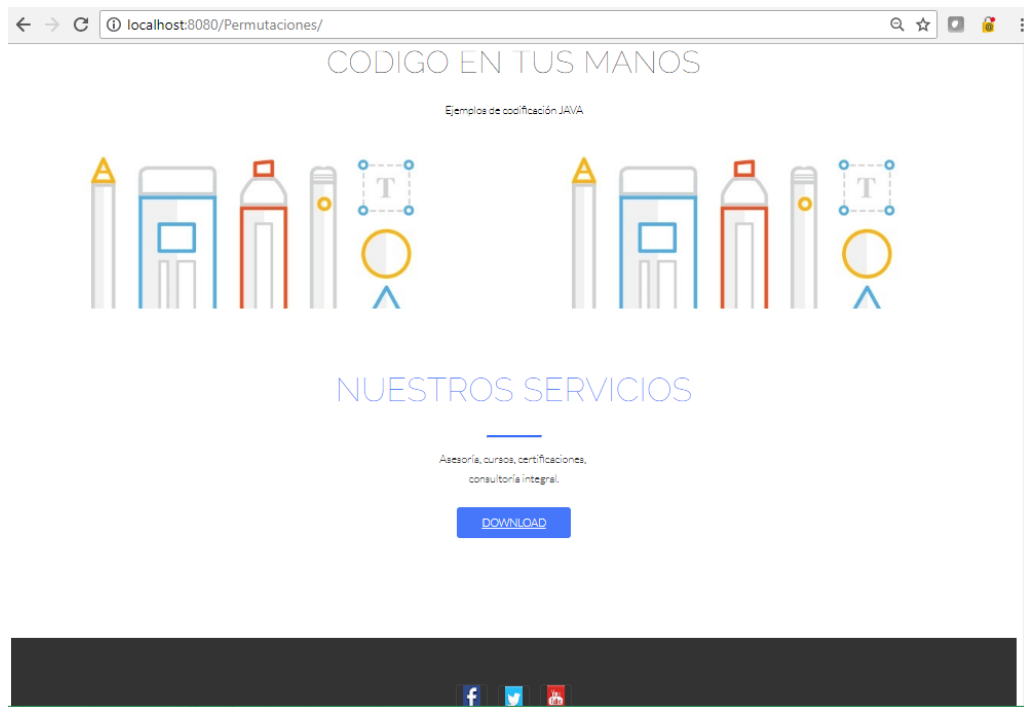 localhost:8080/Permutaciones/
CODIGO EN TUS MANOS
Ejemplos de codificación JAVA
T
T
NUESTROS SERVICIOS
Asesoría, cursos, certificaciones,
consultoría integral.
DOWNLOAD